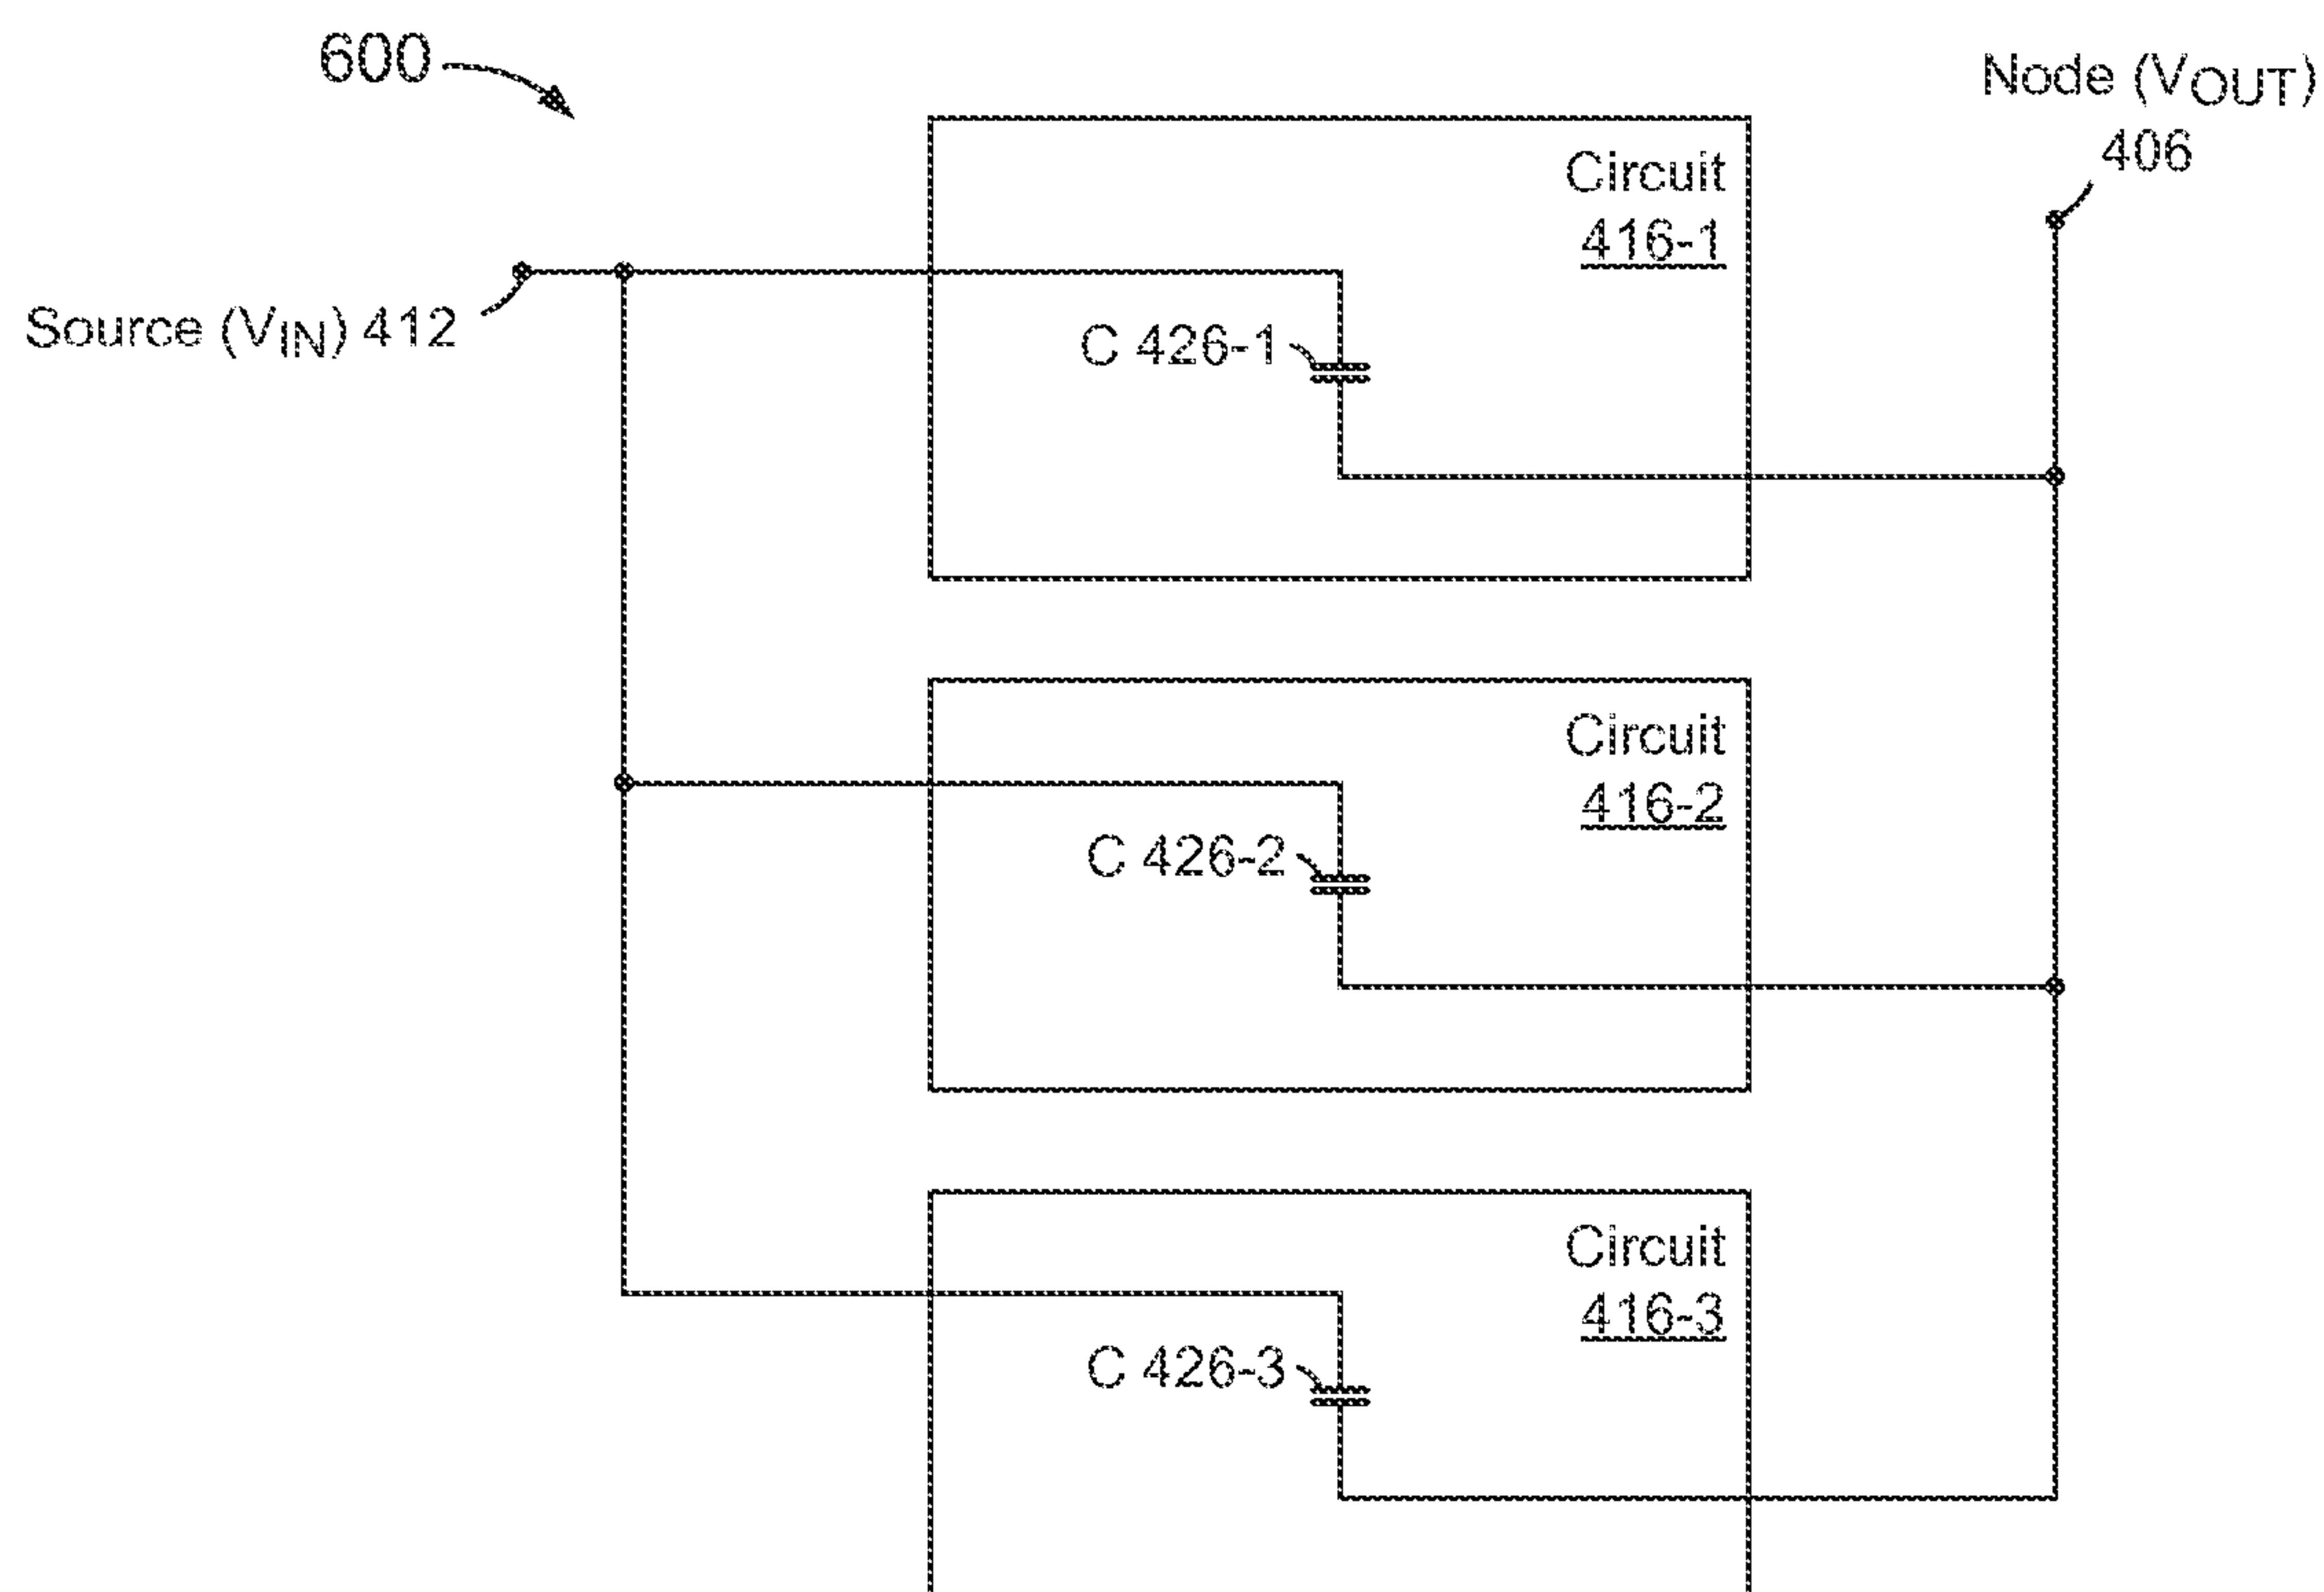 600
Node (VOUT)
406
Circuit
416-1
Source (VIN) 412
C 426-1
Circuit
416-2
C 426-2
Circuit
416-3
C 426-3